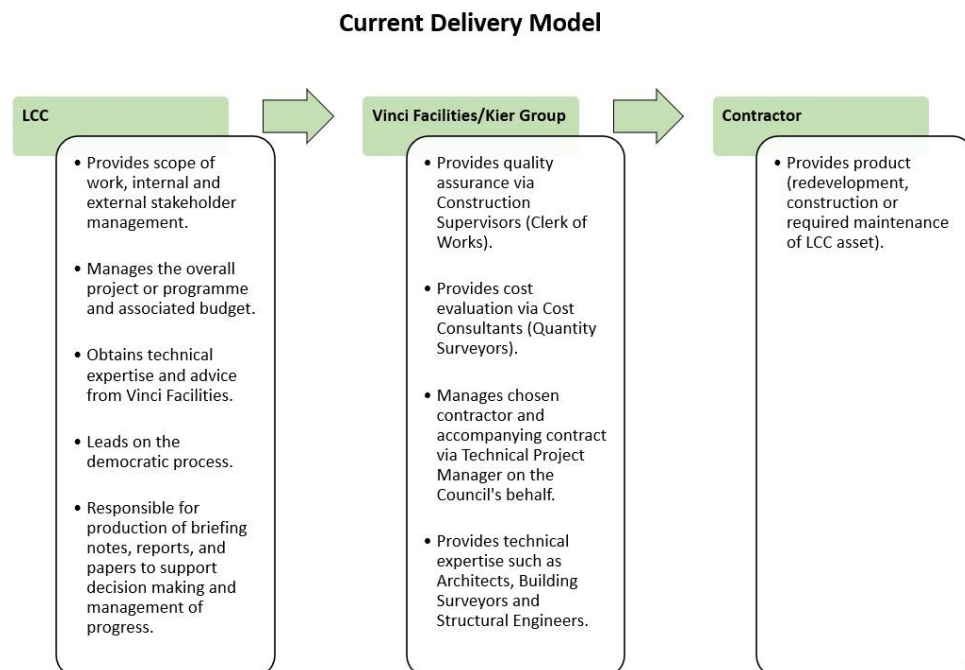 Current Delivery Model
LCC
• Provides scope of
work, internal and
external stakeholder
management.
• Manages the overall
project or programme
and associated budget.
• Obtains technical
expertise and advice
from Vinci Facilities.
• Leads on the
democratic process.
• Responsible for
production of briefing
notes, reports, and
papers to support
decision making and
management of
progress.
Vinci Facilities/Kier Group
• Provides quality
assurance via
Construction
Supervisors (Clerk of
Works).
• Provides cost
evaluation via Cost
Consultants (Quantity
Surveyors).
• Manages chosen
contractor and
accompanying contract
via Technical Project
Manager on the
Council's behalf.
• Provides technical
expertise such as
Architects, Building
Surveyors and
Structural Engineers.
Contractor
• Provides product
(redevelopment,
construction or
required maintenance
of LCC asset).